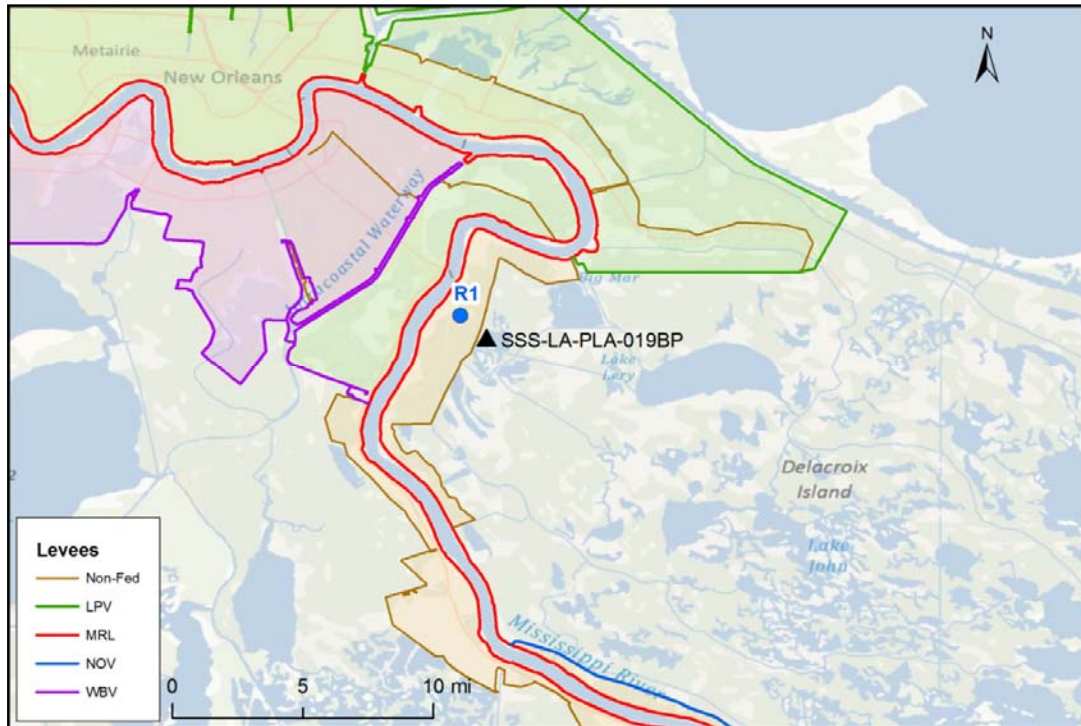 N
Metairie
New Orleans
Intracoastal Waterway
Big Mar
R1
SSS-LA-PLA-019BP
Lake
Lery
Delacroix
Island
Lake
John
Mississippi River
Levees
Non-Fed
LPV
MRL
NOV
WBV
0 5 10 mi